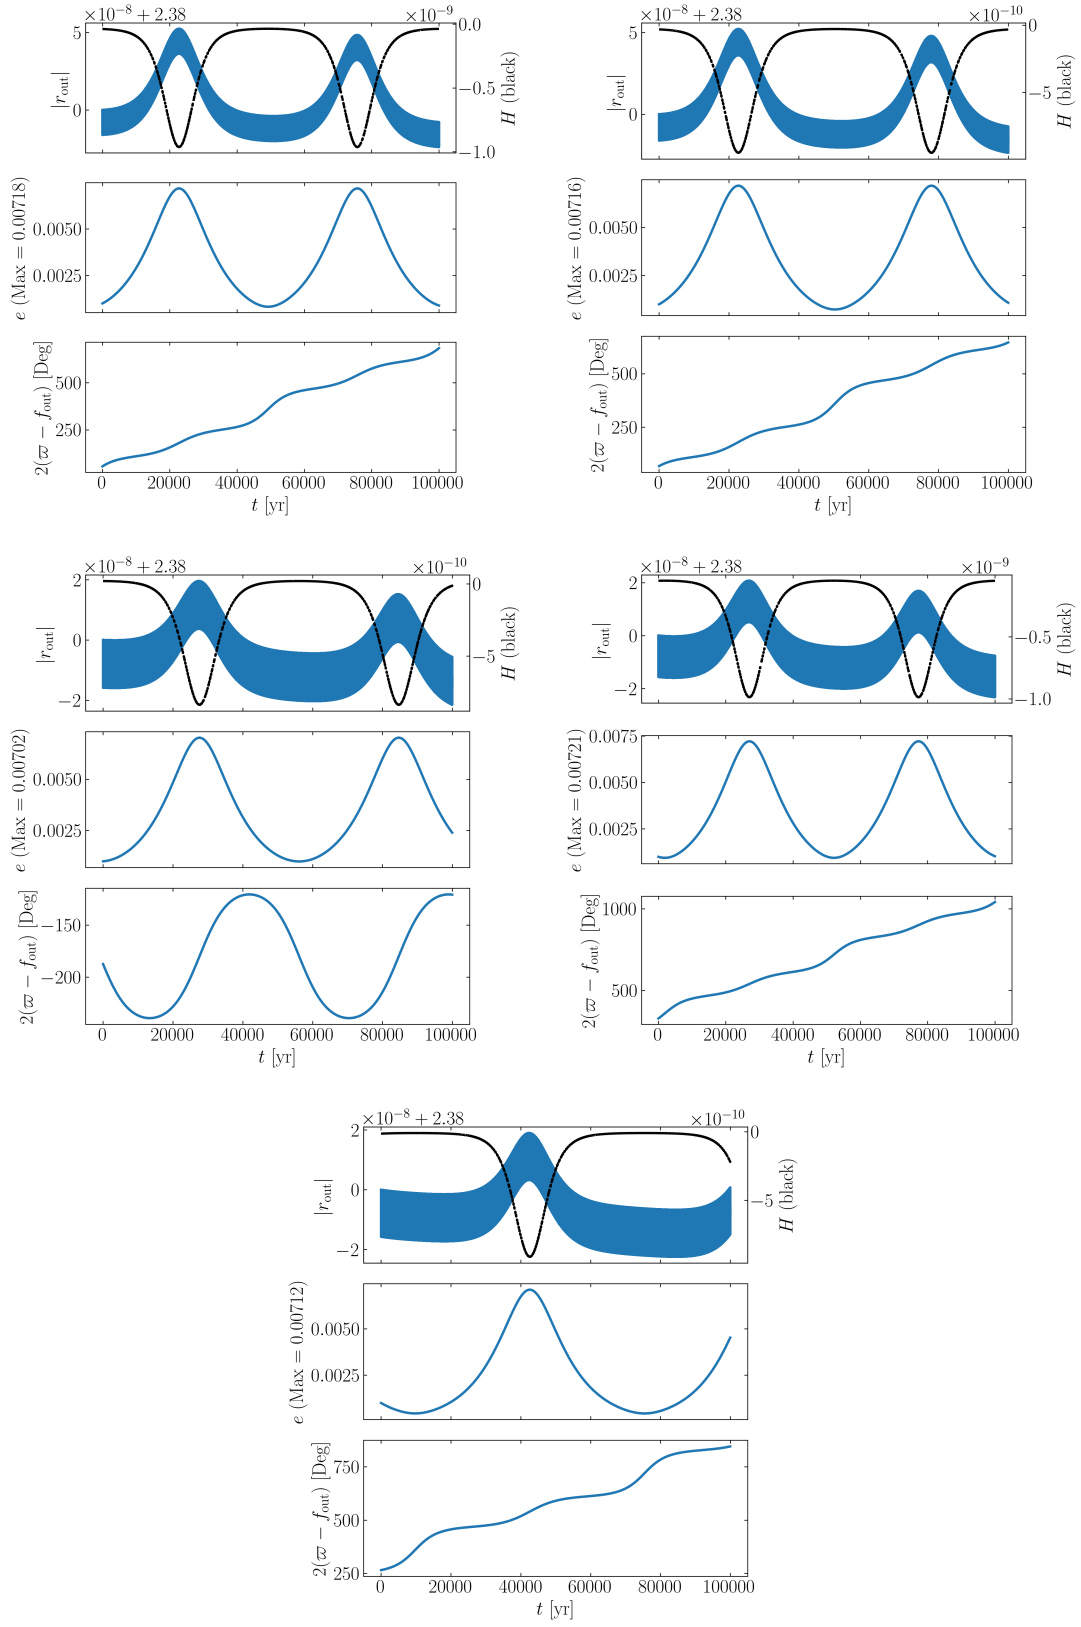 ×10⁻⁸ + 2.38 ×10⁻⁹
5 0
|r_out|
0.0 −0.5 −1.0
H (black)
e (Max = 0.00718)
0.0050 0.0025
2(ϖ − f_out) [Deg]
500 250
0 20000 40000 60000 80000 100000
t [yr]
×10⁻⁸ + 2.38 ×10⁻¹⁰
5 0
|r_out|
0 −5
H (black)
e (Max = 0.00716)
0.0050 0.0025
2(ϖ − f_out) [Deg]
500 250
0 20000 40000 60000 80000 100000
t [yr]
×10⁻⁸ + 2.38 ×10⁻¹⁰
2 0 −2
|r_out|
0 −5
H (black)
e (Max = 0.00702)
0.0050 0.0025
2(ϖ − f_out) [Deg]
−150 −200
0 20000 40000 60000 80000 100000
t [yr]
×10⁻⁸ + 2.38 ×10⁻⁹
2 0 −2
|r_out|
−0.5 −1.0
H (black)
e (Max = 0.00721)
0.0075 0.0050 0.0025
2(ϖ − f_out) [Deg]
1000 500
0 20000 40000 60000 80000 100000
t [yr]
×10⁻⁸ + 2.38 ×10⁻¹⁰
2 0 −2
|r_out|
0 −5
H (black)
e (Max = 0.00712)
0.0050 0.0025
2(ϖ − f_out) [Deg]
750 500 250
0 20000 40000 60000 80000 100000
t [yr]